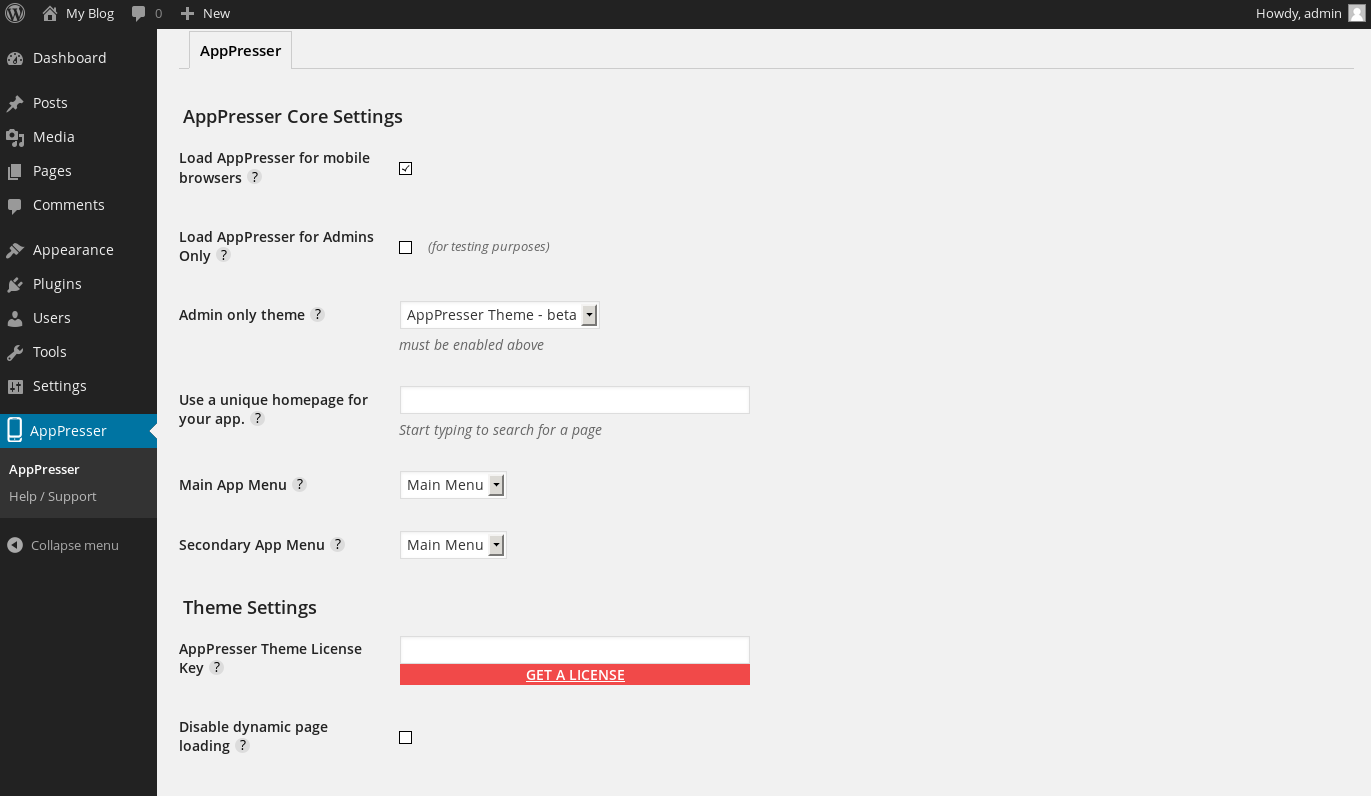 My Blog 0 New Howdy, admin
Dashboard
Posts
Media
Pages
Comments
Appearance
Plugins
Users
Tools
Settings
AppPresser
AppPresser
Help / Support
Collapse menu
AppPresser
AppPresser Core Settings
Load AppPresser for mobile
browsers ?
Load AppPresser for Admins
Only ?
(for testing purposes)
Admin only theme ?
AppPresser Theme - beta
must be enabled above
Use a unique homepage for
your app. ?
Start typing to search for a page
Main App Menu ?
Main Menu
Secondary App Menu ?
Main Menu
Theme Settings
AppPresser Theme License
Key ?
GET A LICENSE
Disable dynamic page
loading ?